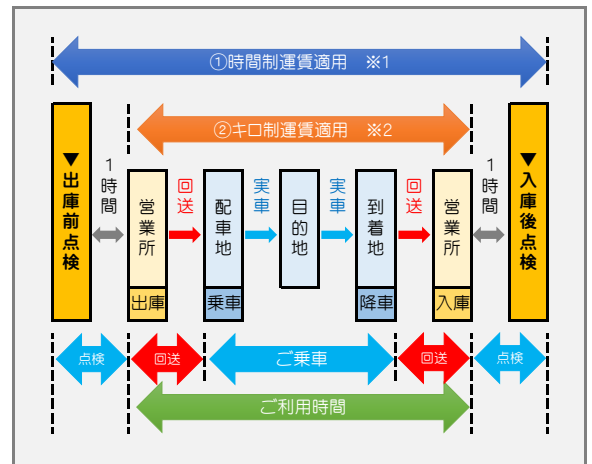 ①時間制運賃適用　※1
②キロ制運賃適用　※2
▼出庫前点検
1時間
営業所
出庫
回送
配車地
乗車
実車
目的地
実車
到着地
降車
回送
営業所
入庫
1時間
▼入庫後点検
点検
回送
ご乗車
回送
点検
ご利用時間